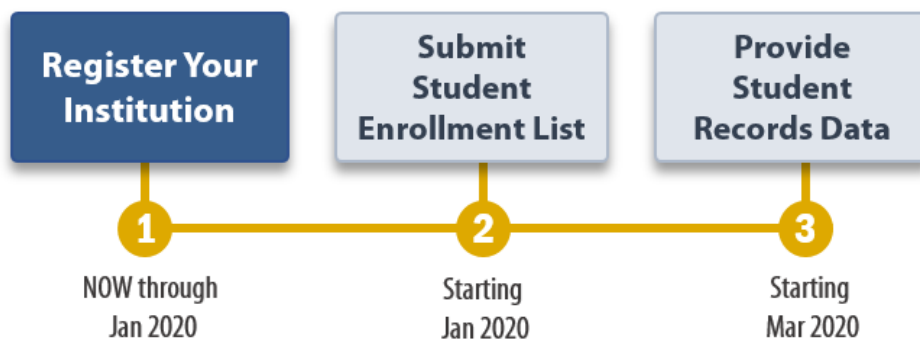 Register Your
Institution
Submit
Student
Enrollment List
Provide
Student
Records Data
1
2
3
NOW through
Jan 2020
Starting
Jan 2020
Starting
Mar 2020